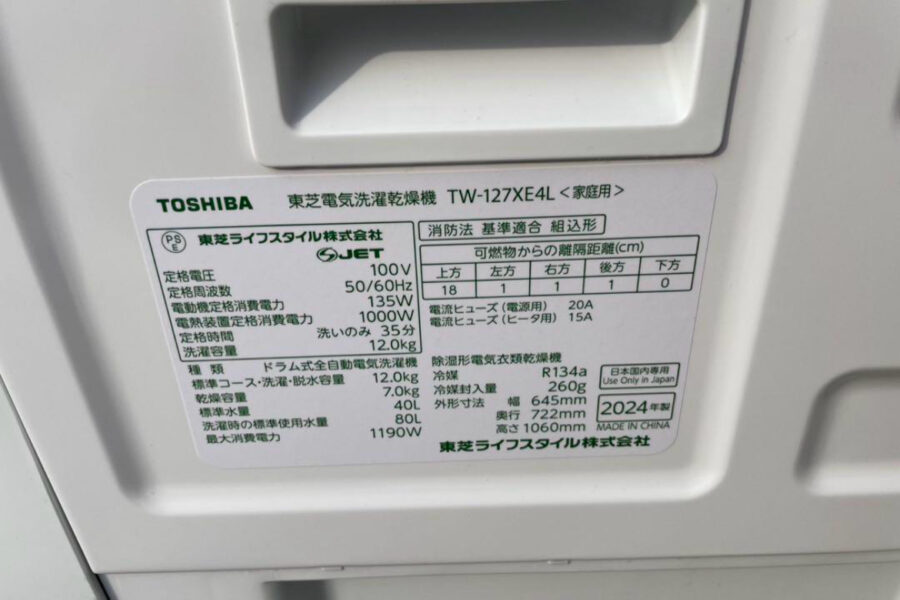 TOSHIBA 東芝電気洗濯乾燥機 TW-127XE4L <家庭用>
PS
E
東芝ライフスタイル株式会社
JET
定格電圧 100V
定格周波数 50/60Hz
電動機定格消費電力 135W
電熱装置定格消費電力 1000W
定格時間 洗いのみ 35分
洗濯容量 12.0kg
種類 ドラム式全自動電気洗濯機
標準コース・洗濯・脱水容量 12.0kg
乾燥容量 7.0kg
標準水量 40L
洗濯時の標準使用水量 80L
最大消費電力 1190W
消防法 基準適合 組込形
可燃物からの離隔距離(cm)
上方 左方 右方 後方 下方
18 1 1 1 0
電流ヒューズ(電源用) 20A
電流ヒューズ(ヒータ用) 15A
除湿形電気衣類乾燥機
冷媒 R134a
冷媒封入量 260g
外形寸法 幅 645mm
奥行 722mm
高さ 1060mm
日本国内専用
Use Only in Japan
2024年製
MADE IN CHINA
東芝ライフスタイル株式会社